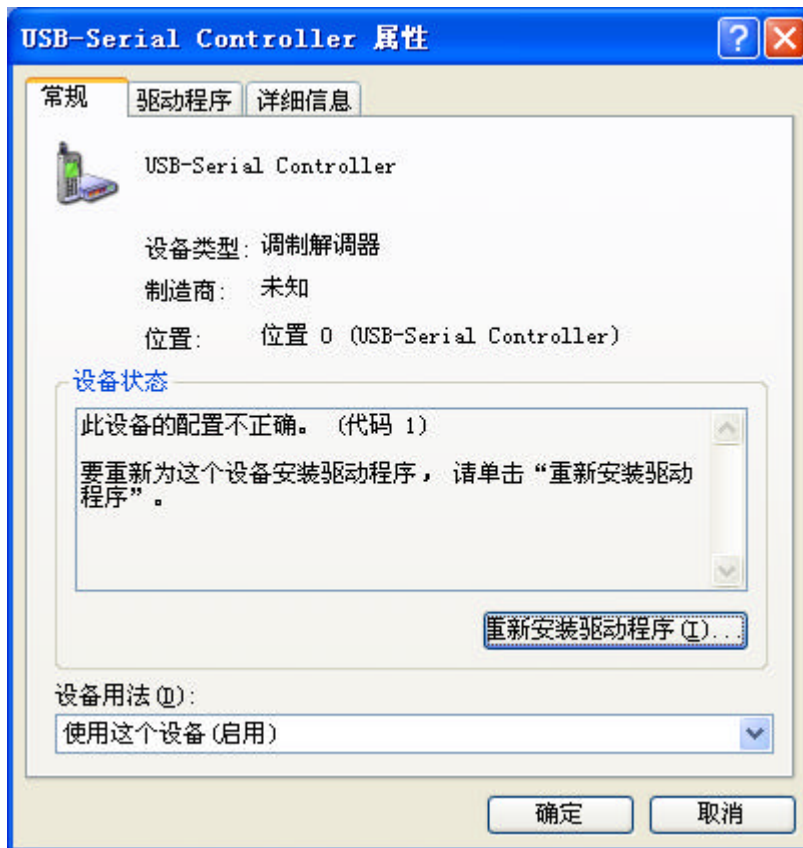 USB-Serial Controller 属性
常规 驱动程序 详细信息
USB-Serial Controller
设备类型: 调制解调器
制造商: 未知
位置: 位置 0 (USB-Serial Controller)
设备状态
此设备的配置不正确。 (代码 1)
要重新为这个设备安装驱动程序, 请单击“重新安装驱动
程序”。
重新安装驱动程序(I)...
设备用法(D):
使用这个设备(启用)
确定 取消